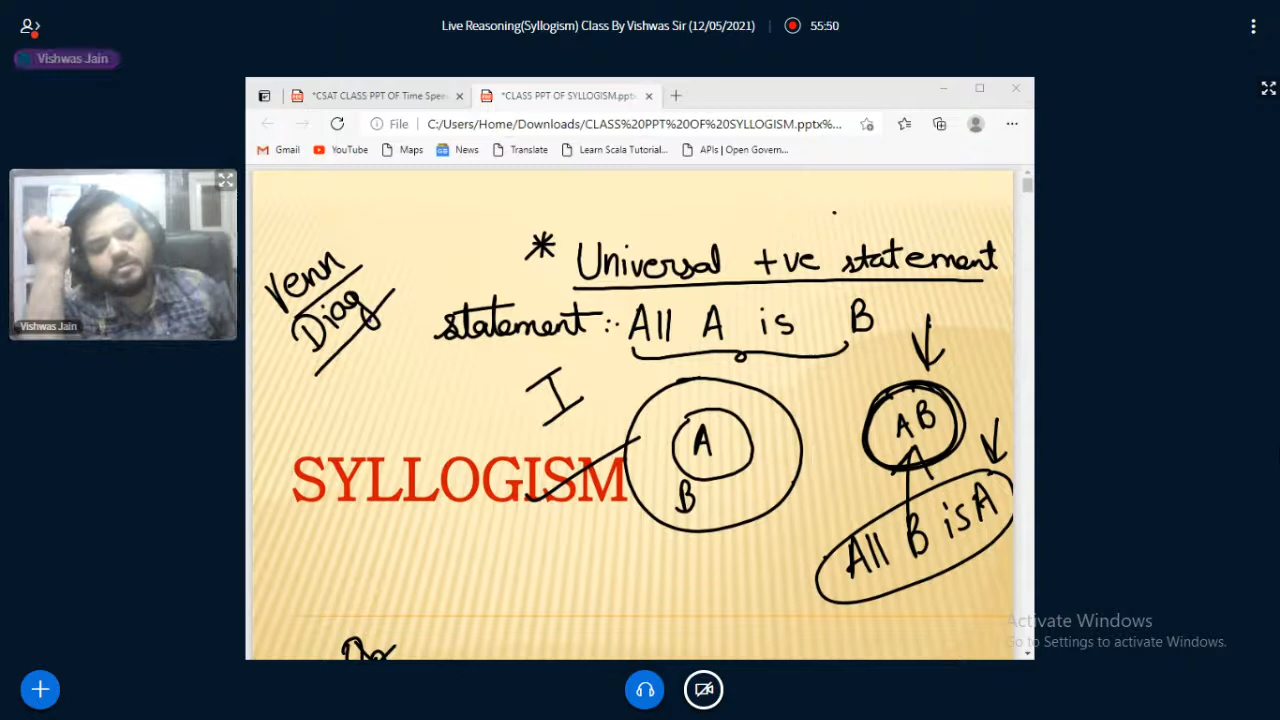 Live Reasoning(Syllogism) Class By Vishwas Sir (12/05/2021)
55:50
Vishwas Jain
*CSAT CLASS PPT OF Time Spee
*CLASS PPT OF SYLLOGISM.ppt
File
C:/Users/Home/Downloads/CLASS%20PPT%20OF%20SYLLOGISM.pptx%...
Gmail
YouTube
Maps
News
Translate
Learn Scala Tutorial...
APIs | Open Govern...
Vishwas Jain
Venn
Diag
* Universal +ve statement
statement :- All A is B
I
A
B
A B
All B is A
SYLLOGISM
Activate Windows
Go to Settings to activate Windows.